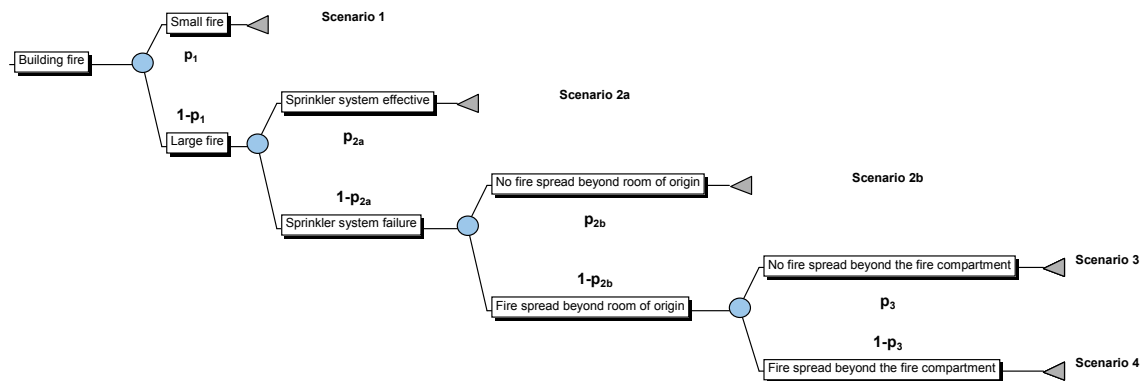 Small fire
Scenario 1
Building fire
p1
Sprinkler system effective
Scenario 2a
1-p1
Large fire
p2a
No fire spread beyond room of origin
Scenario 2b
1-p2a
Sprinkler system failure
p2b
No fire spread beyond the fire compartment
Scenario 3
1-p2b
Fire spread beyond room of origin
p3
1-p3
Fire spread beyond the fire compartment
Scenario 4